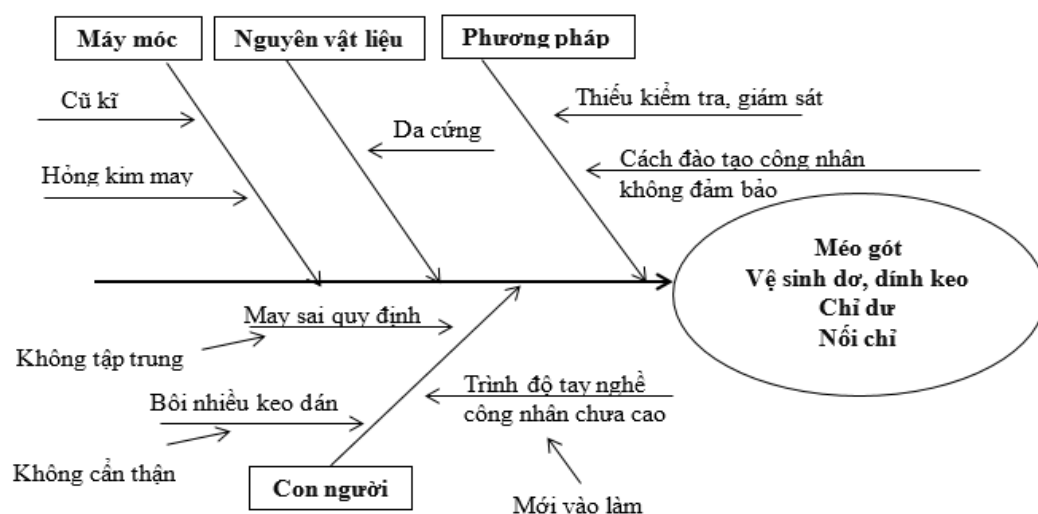 Máy móc
Nguyên vật liệu
Phương pháp
Cũ kĩ
Hỏng kim may
Da cứng
Thiếu kiểm tra, giám sát
Cách đào tạo công nhân
không đảm bảo
Méo gót
Vệ sinh dơ, dính keo
Chỉ dư
Nối chỉ
May sai quy định
Không tập trung
Bôi nhiều keo dán
Không cẩn thận
Trình độ tay nghề
công nhân chưa cao
Mới vào làm
Con người